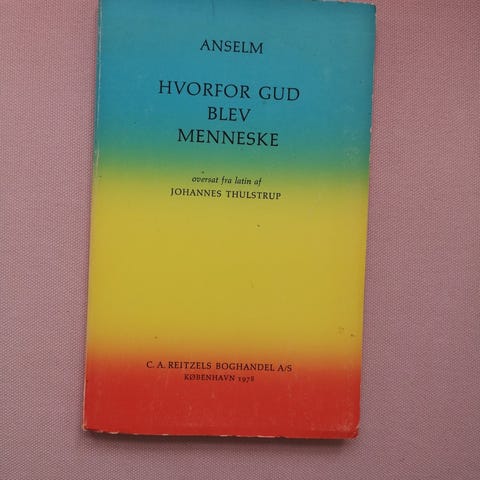 ANSELM
HVORFOR GUD
BLEV
MENNESKE
oversat fra latin af
JOHANNES THULSTRUP
C. A. REITZELS BOGHANDEL A/S
KØBENHAVN 1978